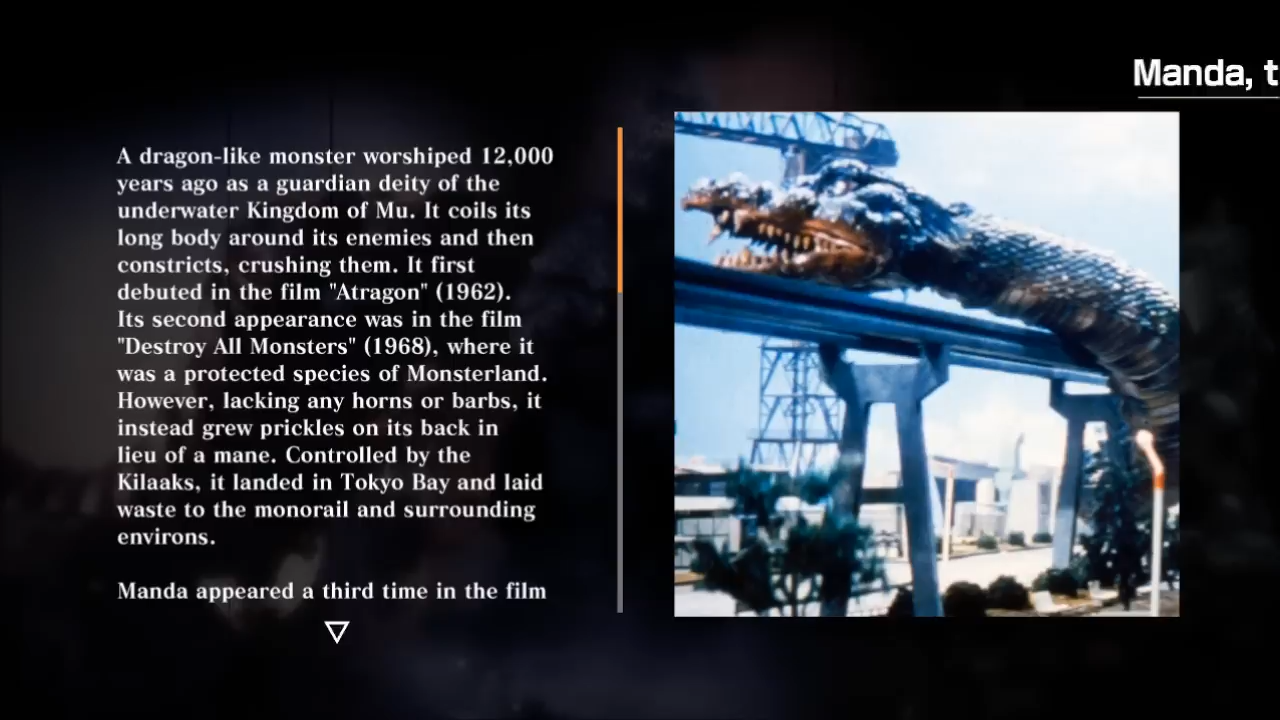 Manda, t
A dragon-like monster worshiped 12,000
years ago as a guardian deity of the
underwater Kingdom of Mu. It coils its
long body around its enemies and then
constricts, crushing them. It first
debuted in the film "Atragon" (1962).
Its second appearance was in the film
"Destroy All Monsters" (1968), where it
was a protected species of Monsterland.
However, lacking any horns or barbs, it
instead grew prickles on its back in
lieu of a mane. Controlled by the
Kilaaks, it landed in Tokyo Bay and laid
waste to the monorail and surrounding
environs.
Manda appeared a third time in the film